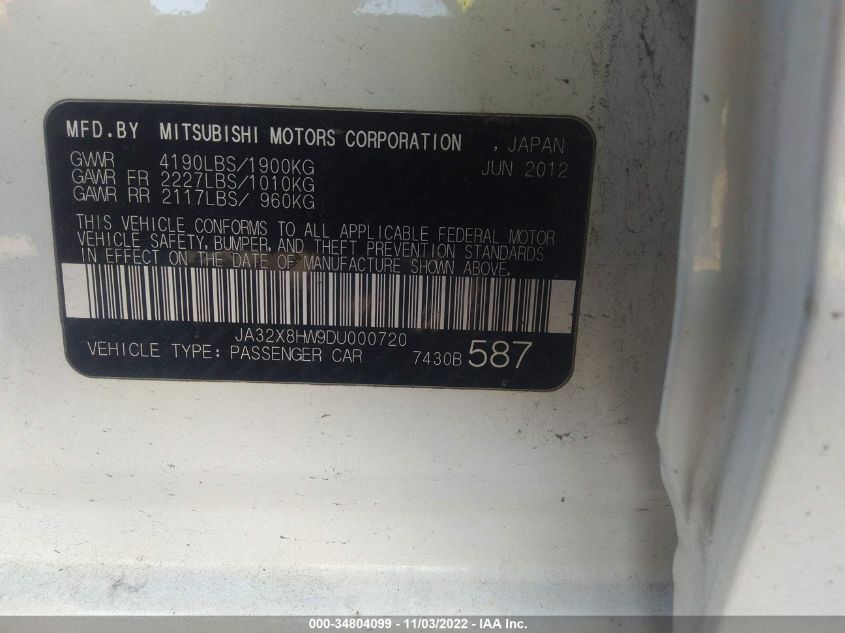 MFD.BY MITSUBISHI MOTORS CORPORATION , JAPAN
GVWR 4190LBS/1900KG JUN 2012
GAWR FR 2227LBS/1010KG
GAWR RR 2117LBS/ 960KG
THIS VEHICLE CONFORMS TO ALL APPLICABLE FEDERAL MOTOR
VEHICLE SAFETY, BUMPER, AND THEFT PREVENTION STANDARDS
IN EFFECT ON THE DATE OF MANUFACTURE SHOWN ABOVE.
JA32X8HW9DU000720
VEHICLE TYPE: PASSENGER CAR 7430B 587
000-34804099 - 11/03/2022 - IAA Inc.